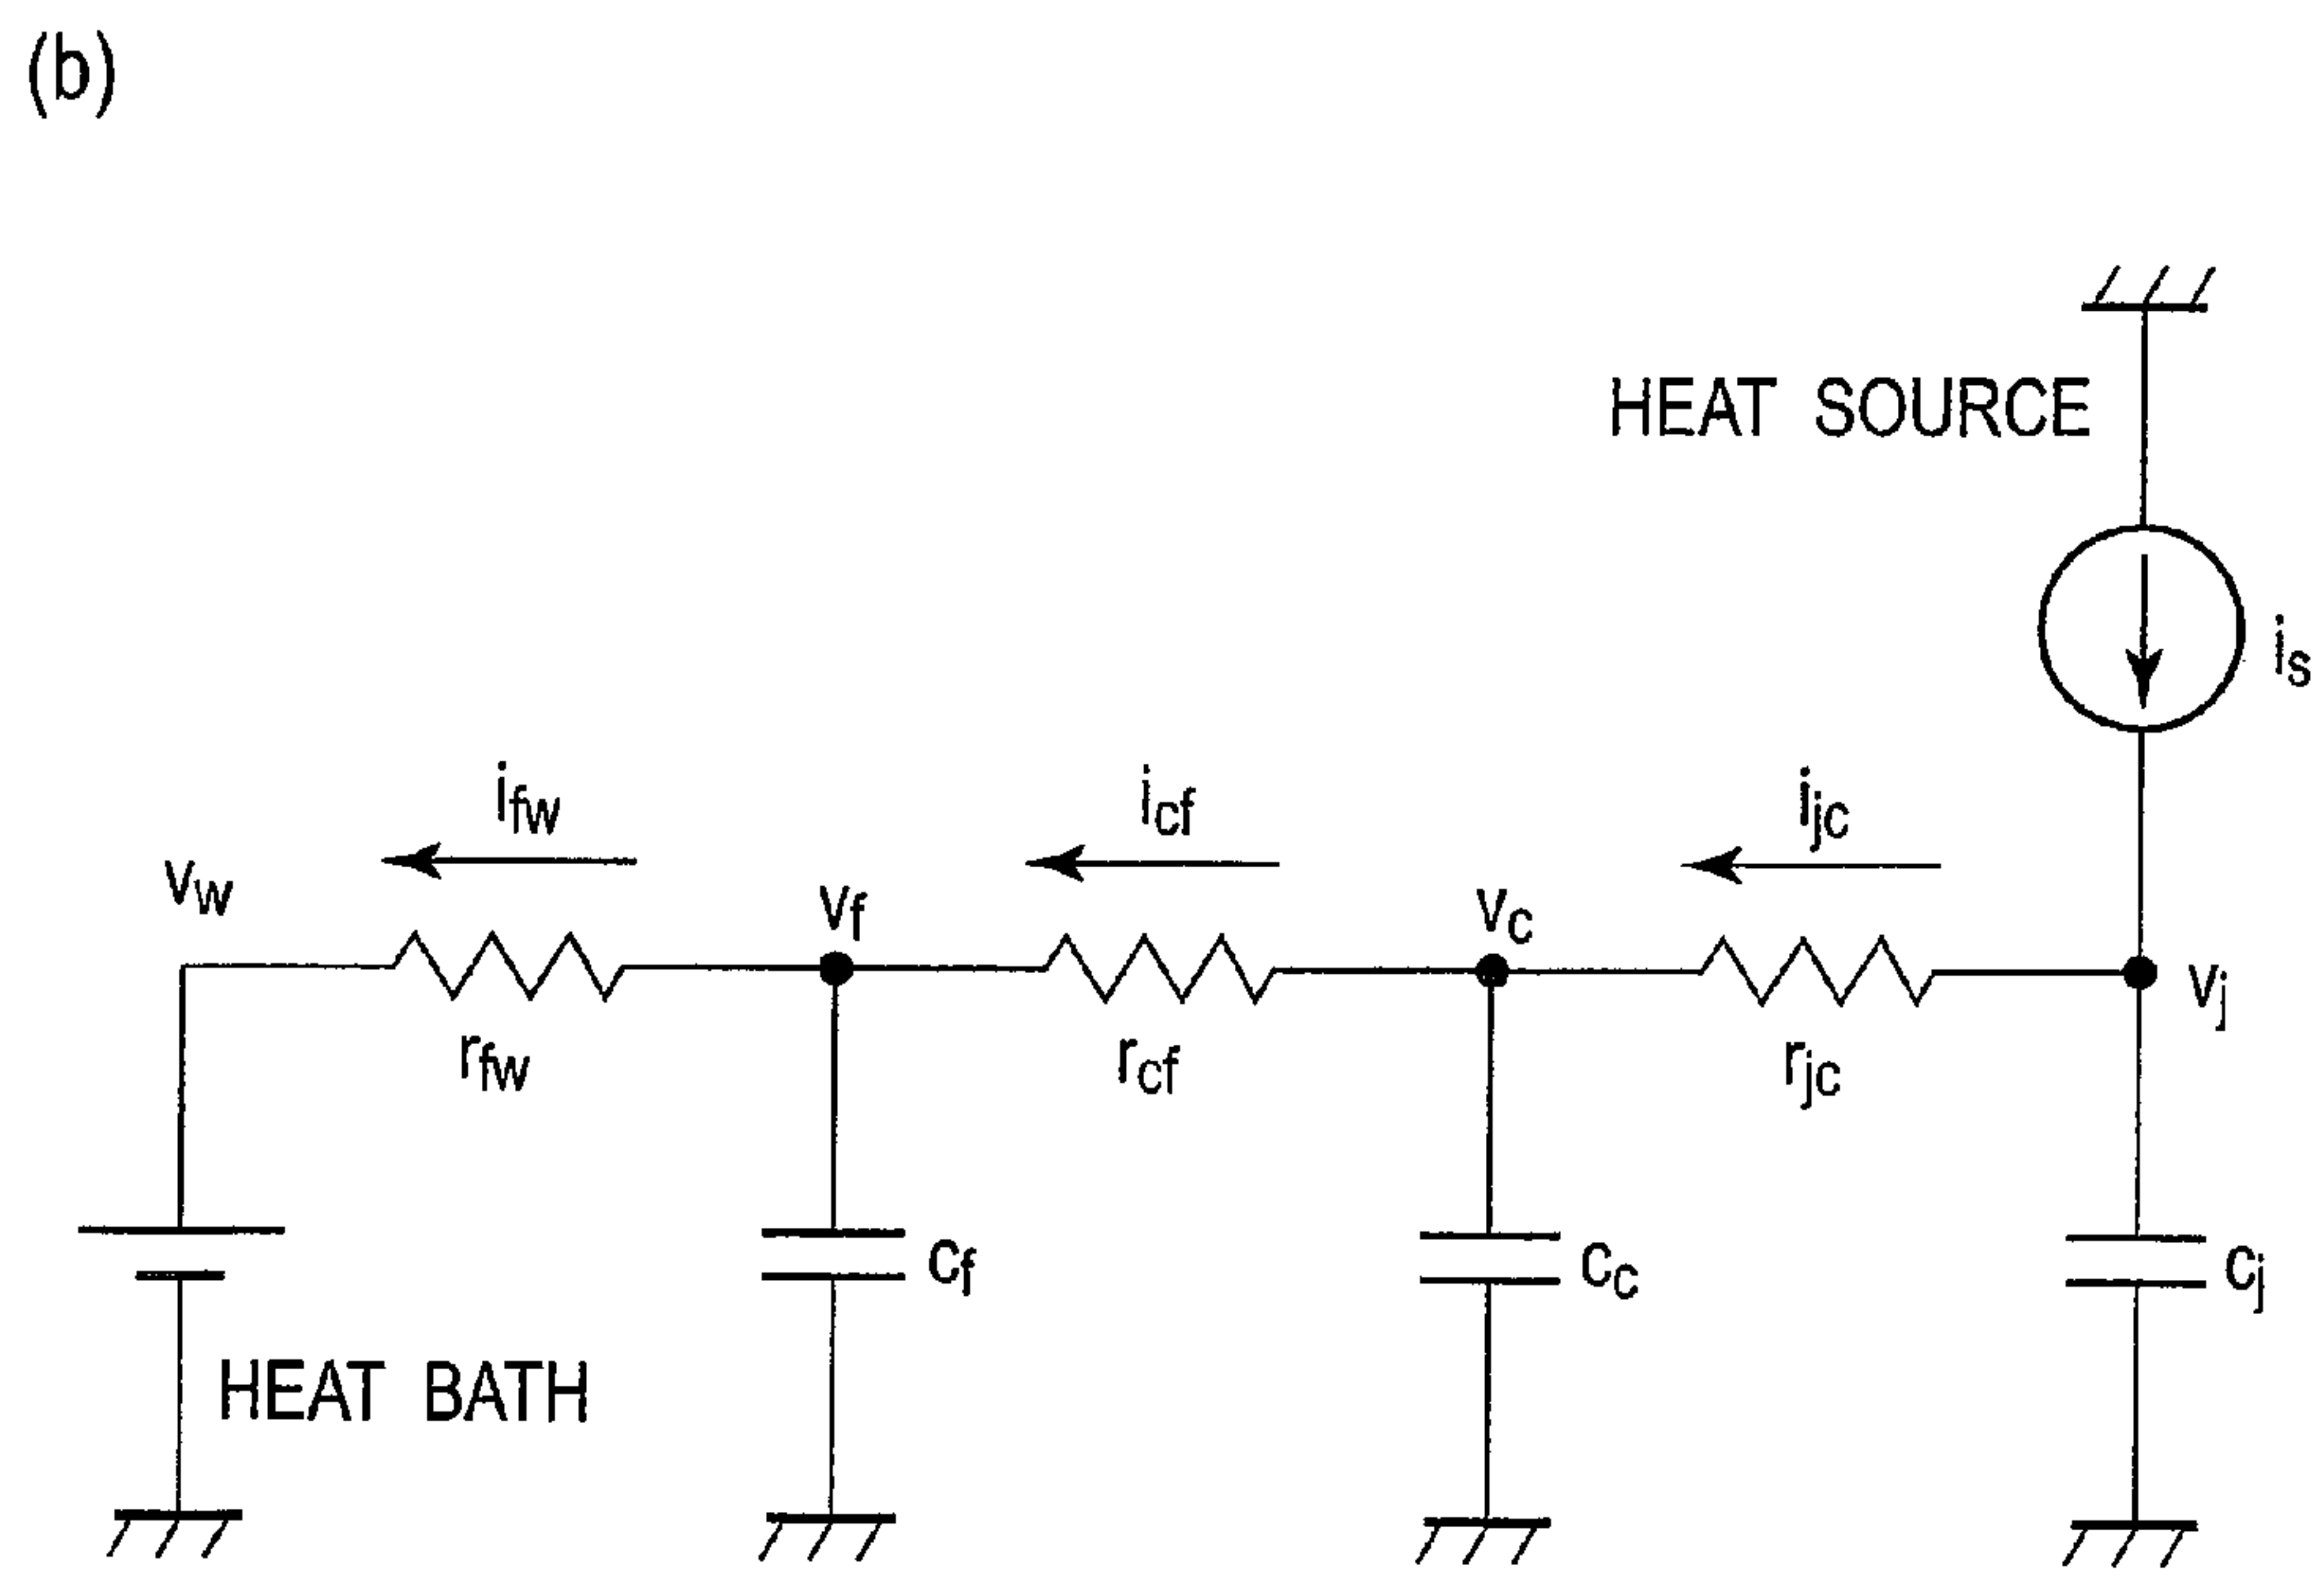 (b)
HEAT SOURCE
is
ifw
icf
ijc
vw
vf
vc
vj
rfw
rcf
rjc
cf
cc
cj
HEAT BATH